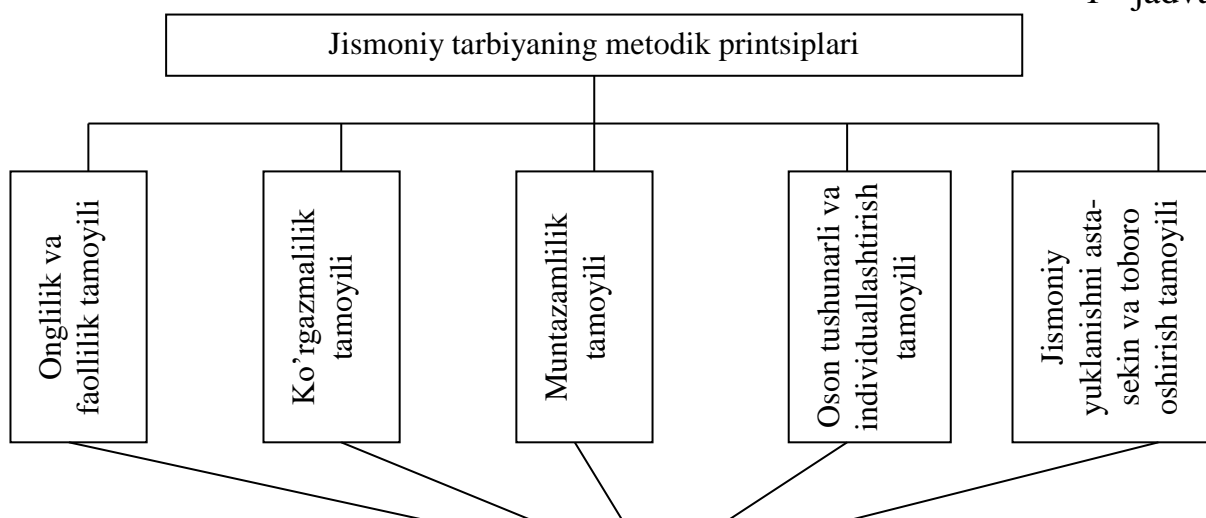 1 - jadva
Jismoniy tarbiyaning metodik printsiplari
Onglilik va
faollilik tamoyili
Ko’rgazmalilik
tamoyili
Muntazamlilik
tamoyili
Oson tushunarli va
individuallashtirish
tamoyili
Jismoniy
yuklanishni asta-
sekin va toboro
oshirish tamoyili